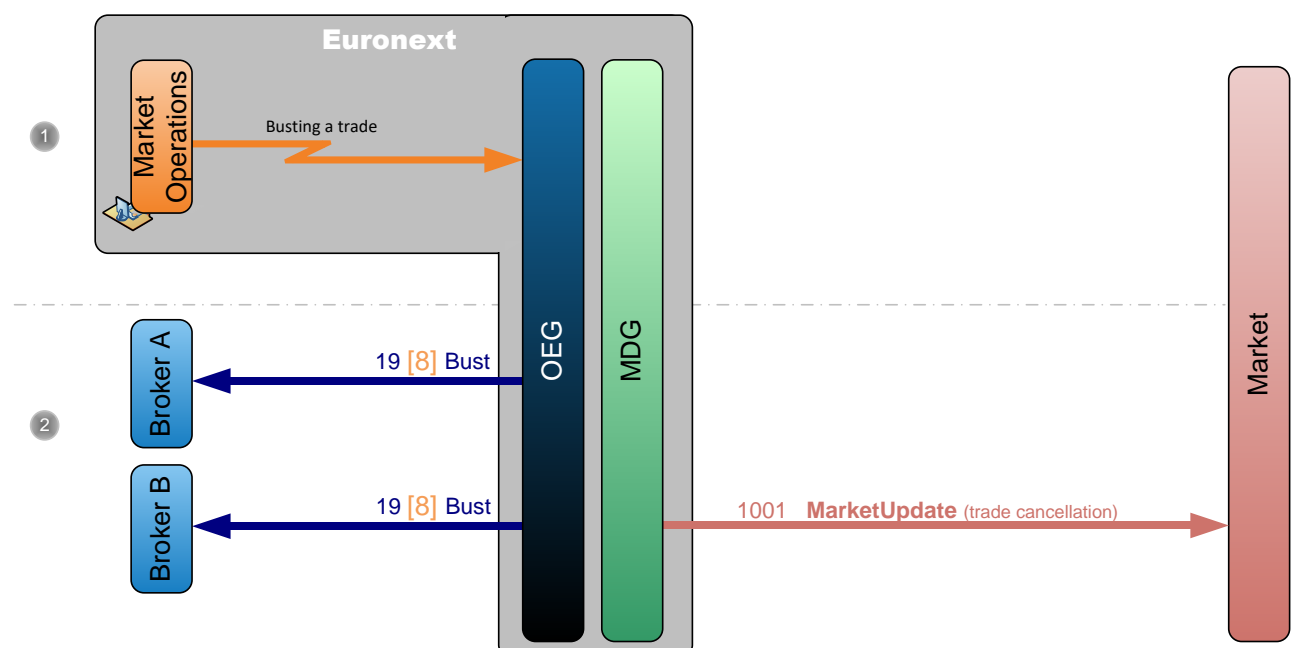 Euronext
1
Market
Operations
Busting a trade
OEG
MDG
Market
2
Broker A
19 [8] Bust
Broker B
19 [8] Bust
1001 MarketUpdate (trade cancellation)